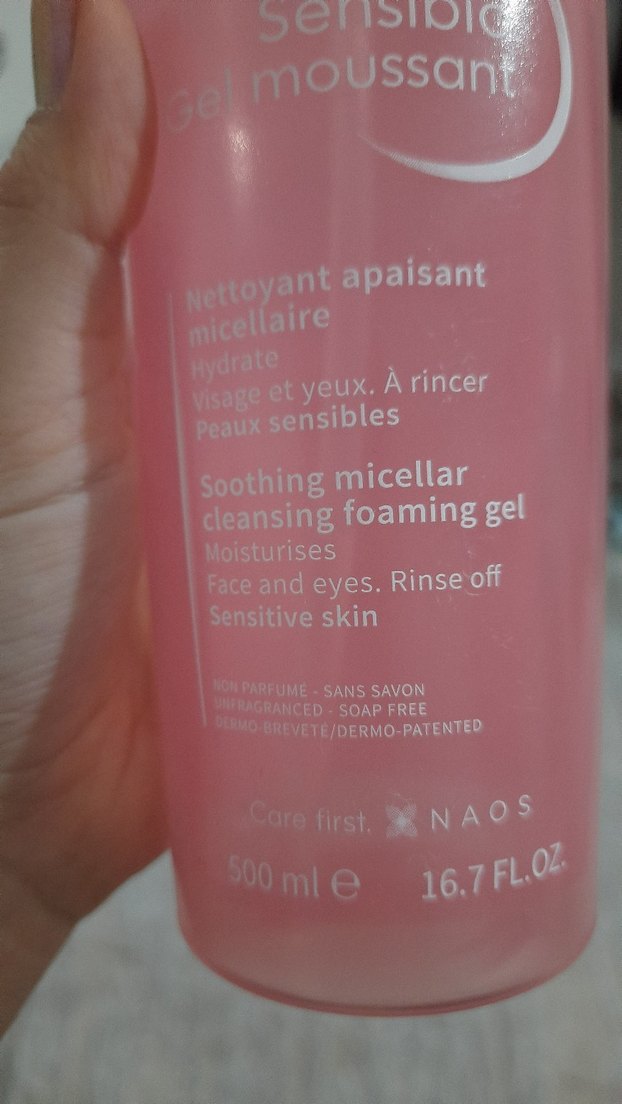 Sensibio
Gel moussant
Nettoyant apaisant
micellaire
Hydrate
Visage et yeux. À rincer
Peaux sensibles
Soothing micellar
cleansing foaming gel
Moisturises
Face and eyes. Rinse off
Sensitive skin
NON PARFUMÉ - SANS SAVON
UNFRAGRANCED - SOAP FREE
DERMO-BREVETÉ/DERMO-PATENTED
Care first. NAOS
500 ml ℮ 16.7 FL.OZ.